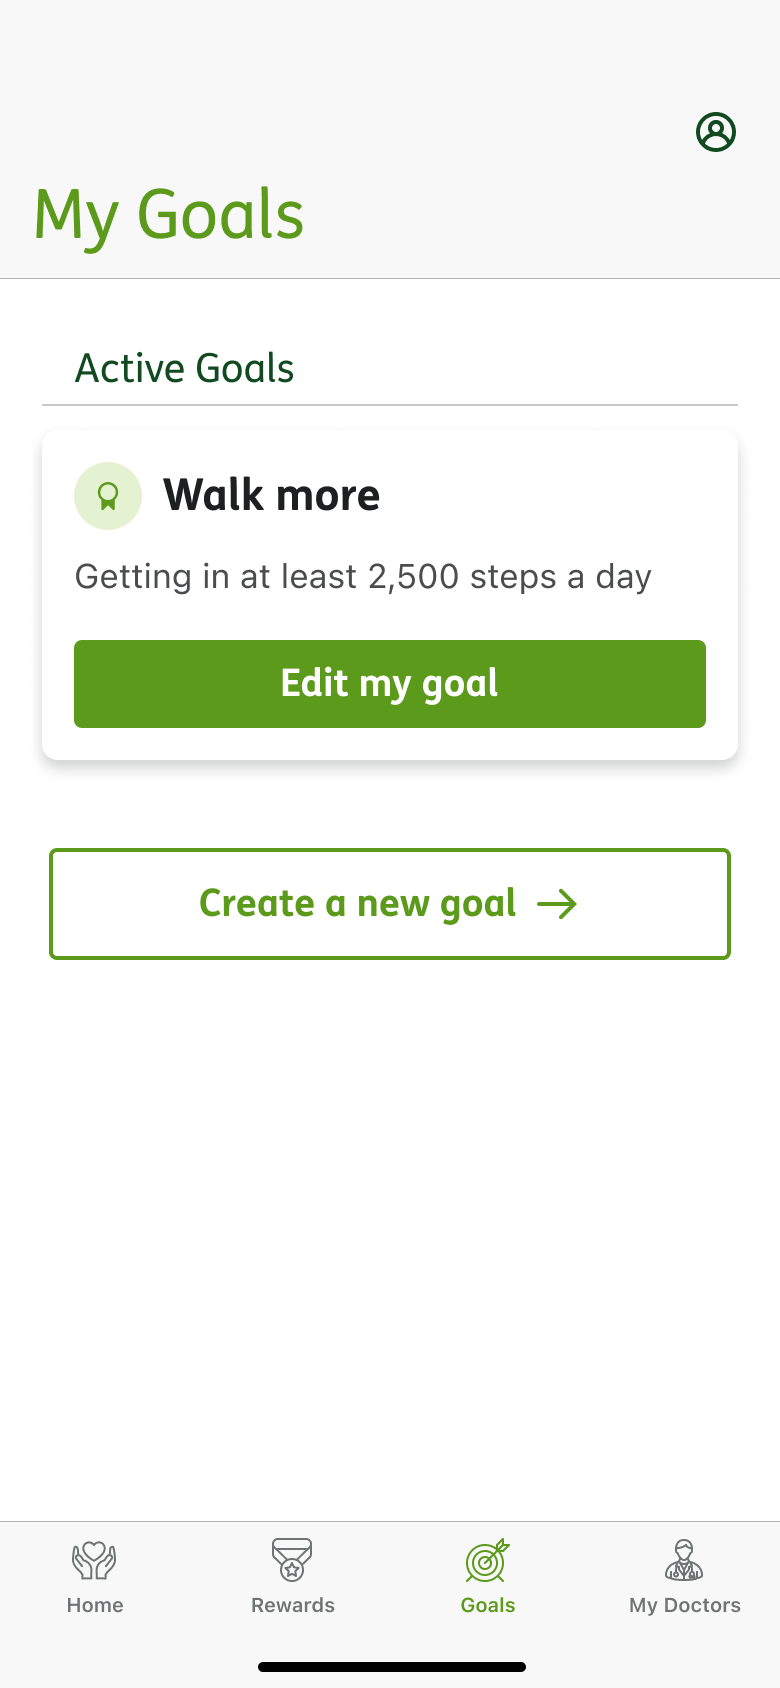 My Goals
Active Goals
Walk more
Getting in at least 2,500 steps a day
Edit my goal
Create a new goal →
Home
Rewards
Goals
My Doctors